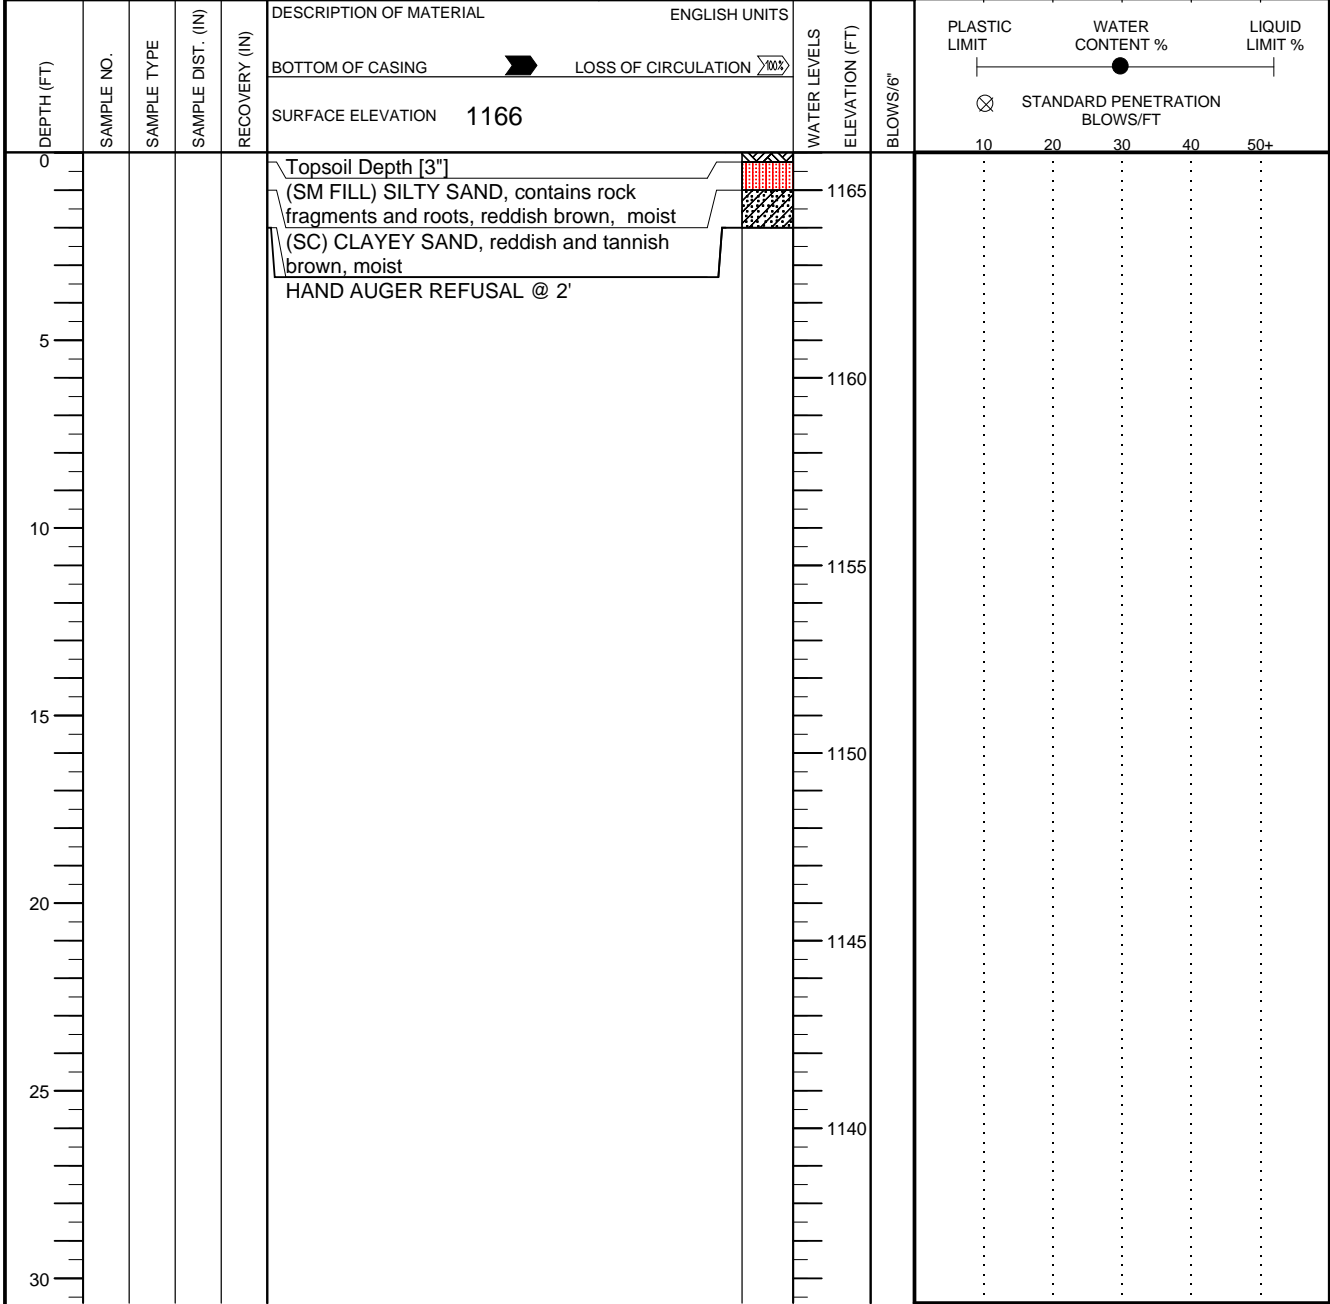 DEPTH (FT)
SAMPLE NO.
SAMPLE TYPE
SAMPLE DIST. (IN)
RECOVERY (IN)
DESCRIPTION OF MATERIAL ENGLISH UNITS
BOTTOM OF CASING LOSS OF CIRCULATION 100%
SURFACE ELEVATION 1166
WATER LEVELS
ELEVATION (FT)
BLOWS/6"
PLASTIC LIMIT
WATER CONTENT %
LIQUID LIMIT %
STANDARD PENETRATION
BLOWS/FT
10 20 30 40 50+
0
Topsoil Depth [3"]
(SM FILL) SILTY SAND, contains rock
fragments and roots, reddish brown, moist
(SC) CLAYEY SAND, reddish and tannish
brown, moist
HAND AUGER REFUSAL @ 2'
5
10
15
20
25
30
1165
1160
1155
1150
1145
1140